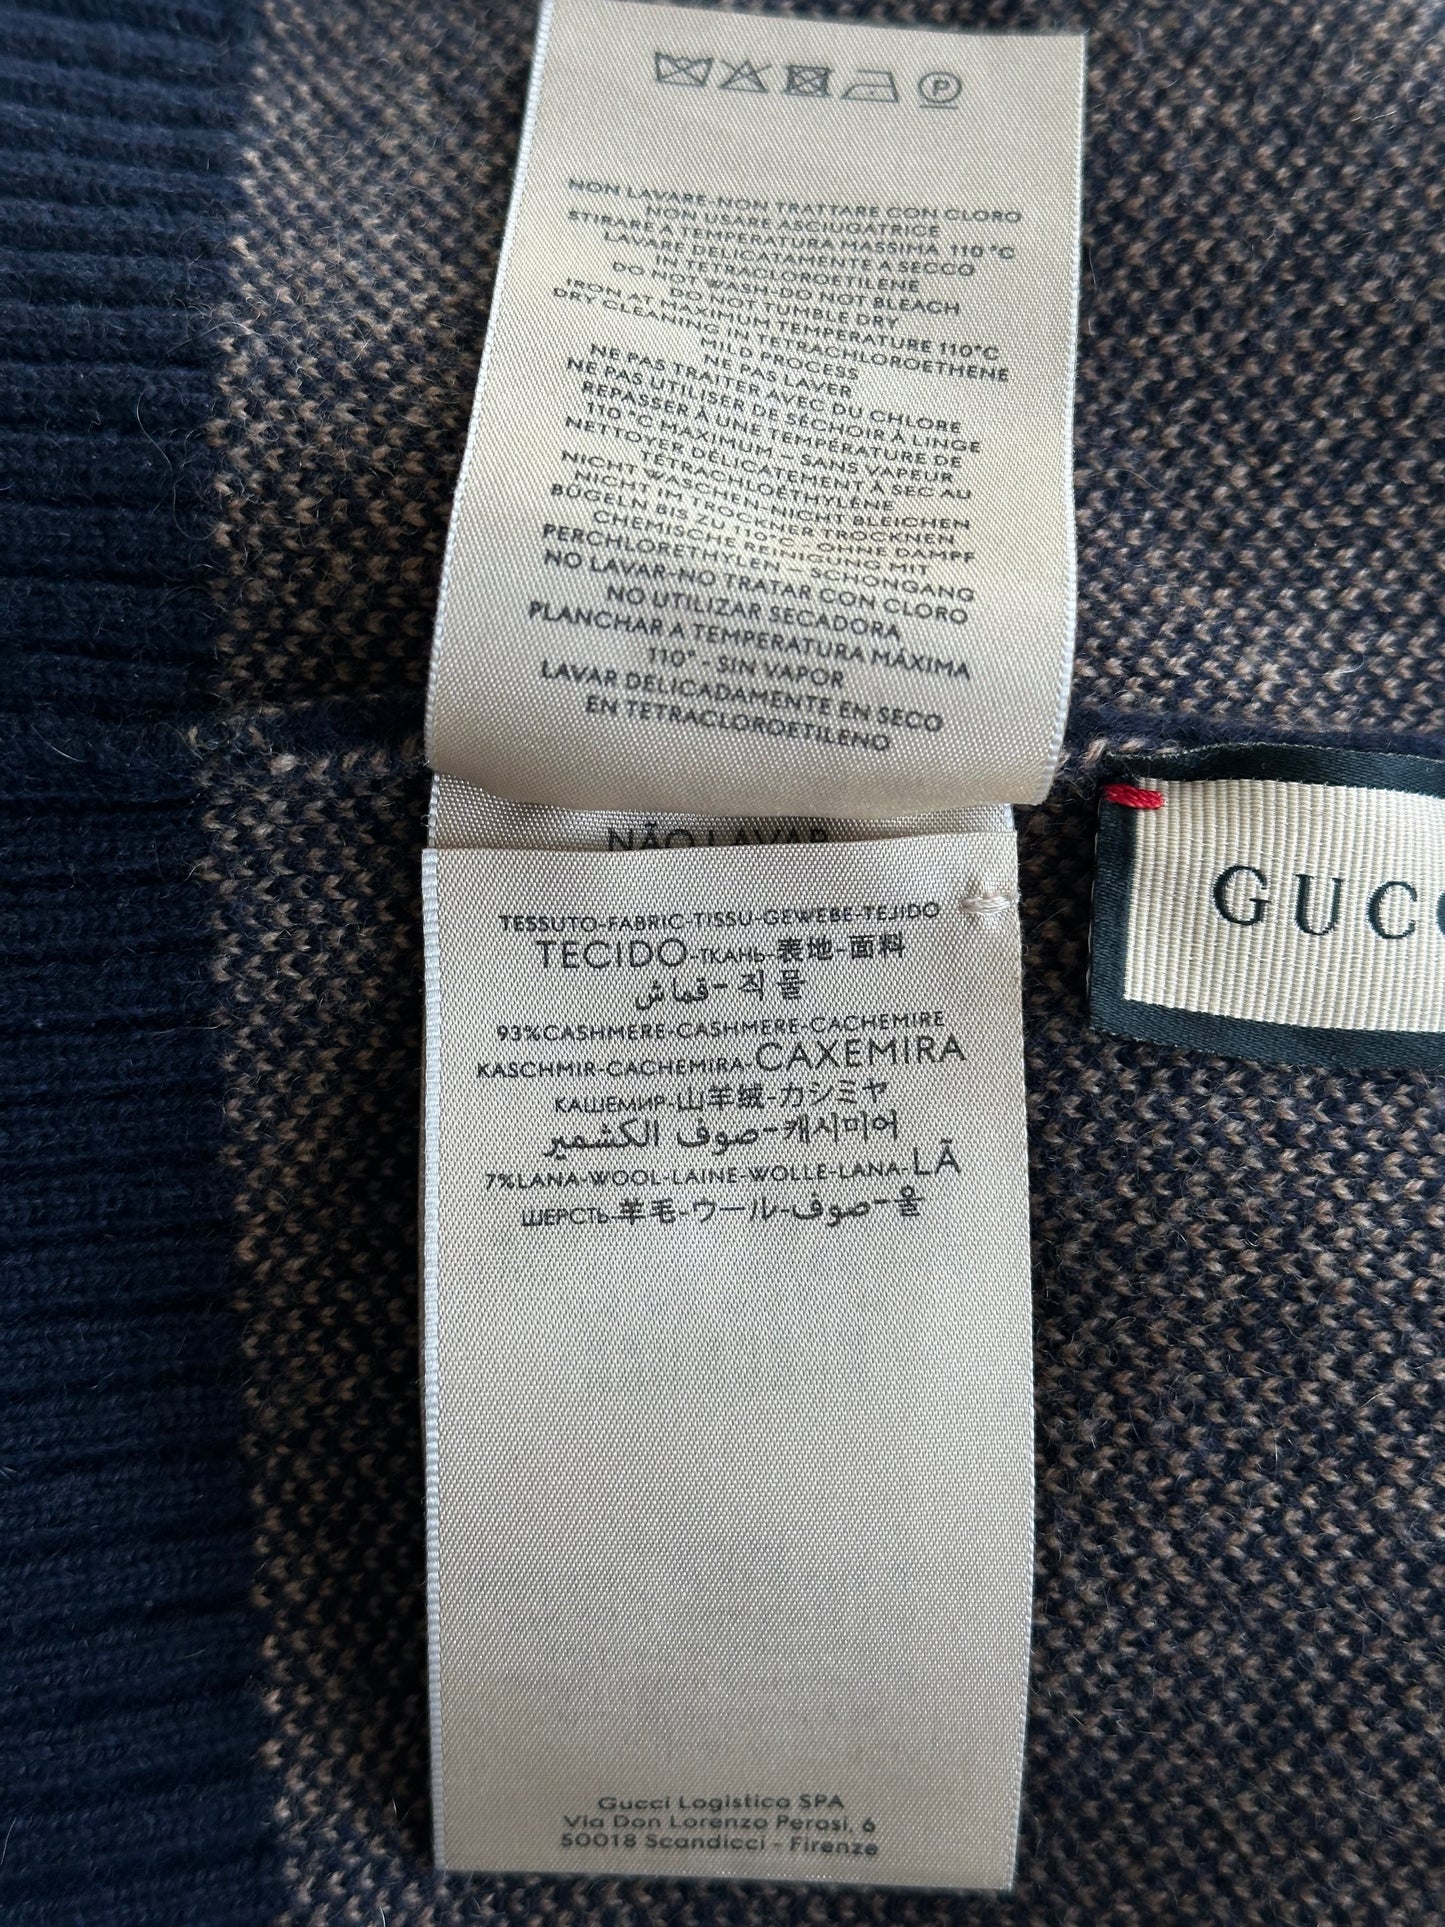 NON LAVARE-NON TRATTARE CON CLORO
NON USARE ASCIUGATRICE
STIRARE A TEMPERATURA MASSIMA 110°C
LAVARE DELICATAMENTE A SECCO
IN TETRACLOROETILENE
DO NOT WASH-DO NOT BLEACH
DO NOT TUMBLE DRY
IRON AT MAXIMUM TEMPERATURE 110°C
DRY CLEANING IN TETRACHLOROETHENE
MILD PROCESS
NE PAS LAVER
NE PAS TRAITER AVEC DU CHLORE
NE PAS UTILISER DE SÉCHOIR À LINGE
REPASSER À UNE TEMPÉRATURE DE
110 °C MAXIMUM – SANS VAPEUR
NETTOYER DÉLICATEMENT À SEC AU
TÉTRACHLOÉTHYLÈNE
NICHT WASCHEN-NICHT BLEICHEN
NICHT IM TROCKNER TROCKNEN
BÜGELN BIS ZU 110°C - OHNE DAMPF
CHEMISCHE REINIGUNG MIT
PERCHLORETHYLEN – SCHONGANG
NO LAVAR-NO TRATAR CON CLORO
NO UTILIZAR SECADORA
PLANCHAR A TEMPERATURA MÁXIMA
110° - SIN VAPOR
LAVAR DELICADAMENTE EN SECO
EN TETRACLOROETILENO
NÃO LAVAR
TESSUTO-FABRIC-TISSU-GEWEBE-TEJIDO
TECIDO-ТКАНЬ-表地-面料
قماش-직물
93%CASHMERE-CASHMERE-CACHEMIRE
KASCHMIR-CACHEMIRA-CAXEMIRA
КАШЕМИР-山羊绒-カシミヤ
صوف الكشمير-캐시미어
7%LANA-WOOL-LAINE-WOLLE-LANA-LÃ
ШЕРСТЬ-羊毛-ウール-صوف-울
Gucci Logistica SPA
Via Don Lorenzo Perosi, 6
50018 Scandicci - Firenze
P
GUCC